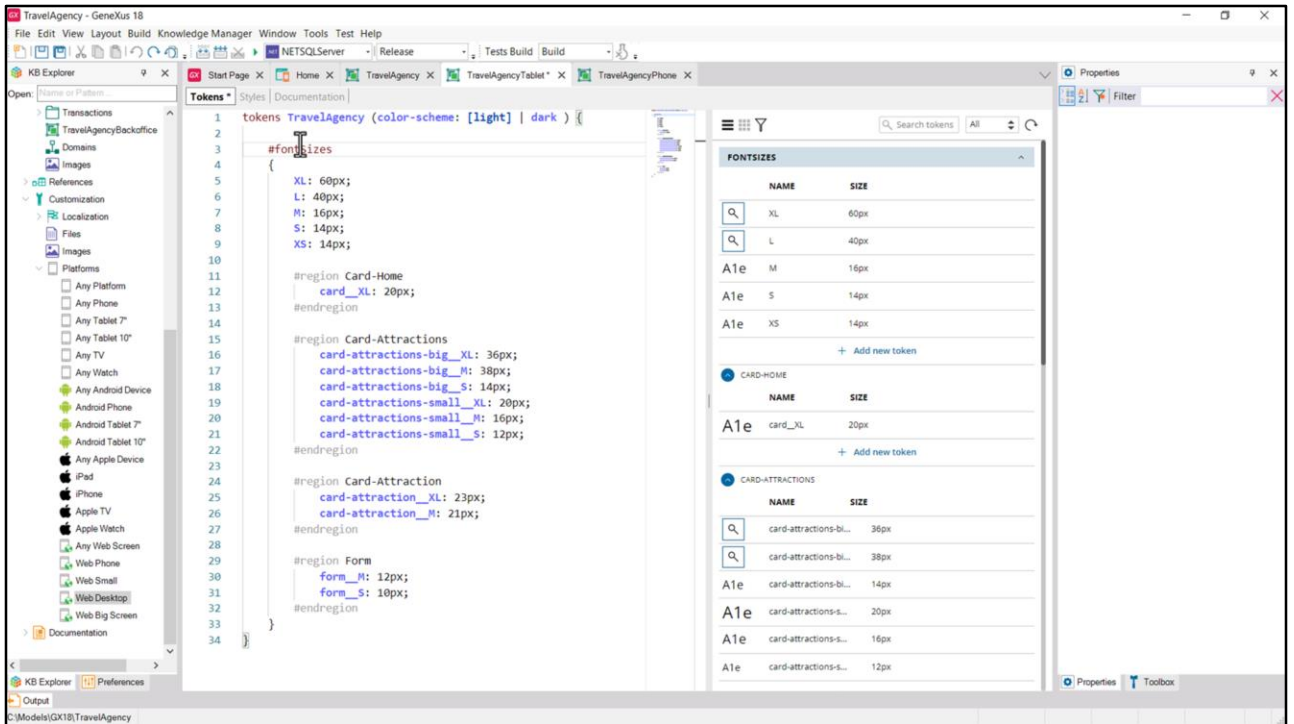 TravelAgency - GeneXus 18
File Edit View Layout Build Knowledge Manager Window Tools Test Help
NETSQLServer Release Tests Build Build
KB Explorer
Open: Name or Pattern...
Transactions
TravelAgencyBackoffice
Domains
Images
References
Customization
Localization
Files
Images
Platforms
Any Platform
Any Phone
Any Tablet 7"
Any Tablet 10"
Any TV
Any Watch
Any Android Device
Android Phone
Android Tablet 7"
Android Tablet 10"
Any Apple Device
iPad
iPhone
Apple TV
Apple Watch
Any Web Screen
Web Phone
Web Small
Web Desktop
Web Big Screen
Documentation
KB Explorer Preferences
Output
C:\Models\GX18\TravelAgency
Start Page X Home X TravelAgency X TravelAgencyTablet * X TravelAgencyPhone X
Tokens * Styles Documentation
1 tokens TravelAgency (color-scheme: [light] | dark ) {
2
3 #fontSizes
4 {
5 XL: 60px;
6 L: 40px;
7 M: 16px;
8 S: 14px;
9 XS: 14px;
10
11 #region Card-Home
12 card__XL: 20px;
13 #endregion
14
15 #region Card-Attractions
16 card-attractions-big__XL: 36px;
17 card-attractions-big__M: 38px;
18 card-attractions-big__S: 14px;
19 card-attractions-small__XL: 20px;
20 card-attractions-small__M: 16px;
21 card-attractions-small__S: 12px;
22 #endregion
23
24 #region Card-Attraction
25 card-attraction__XL: 23px;
26 card-attraction__M: 21px;
27 #endregion
28
29 #region Form
30 form__M: 12px;
31 form__S: 10px;
32 #endregion
33 }
34 }
Search tokens All
FONTSIZES
NAME SIZE
XL 60px
L 40px
A1e M 16px
A1e S 14px
A1e XS 14px
+ Add new token
CARD-HOME
NAME SIZE
A1e card__XL 20px
+ Add new token
CARD-ATTRACTIONS
NAME SIZE
card-attractions-bi... 36px
card-attractions-bi... 38px
A1e card-attractions-bi... 14px
A1e card-attractions-s... 20px
A1e card-attractions-s... 16px
A1e card-attractions-s... 12px
Properties
Filter
Properties Toolbox